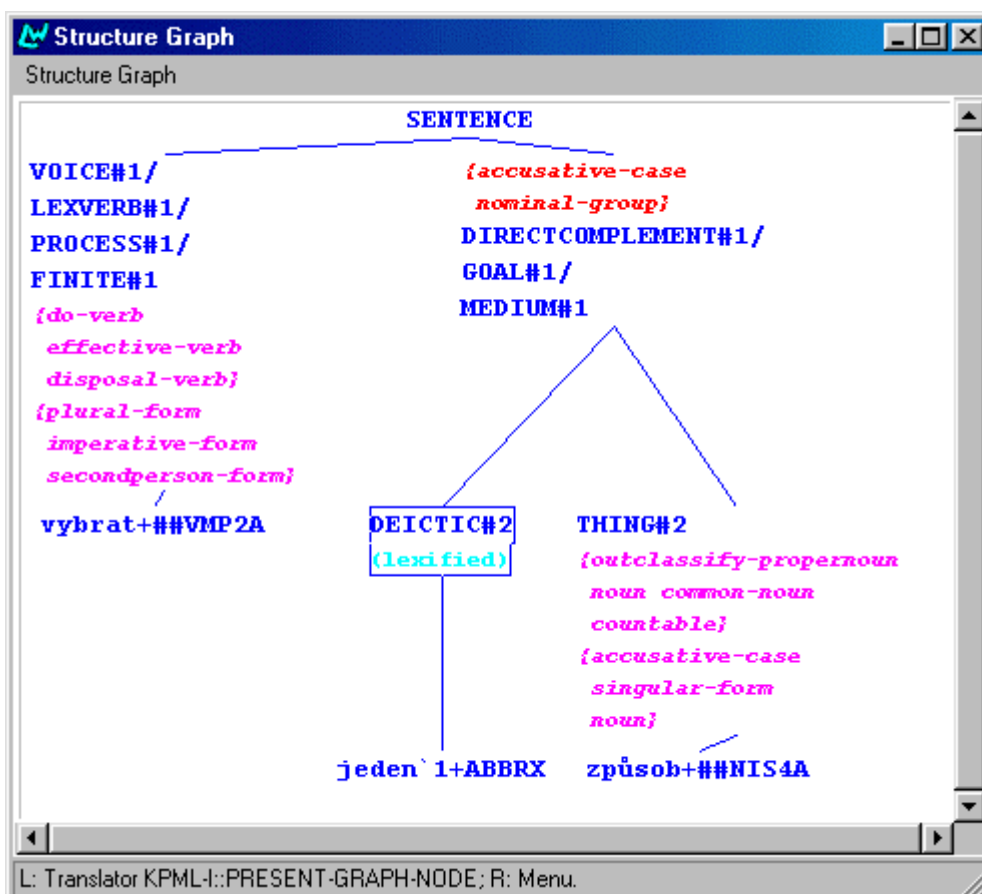 Structure Graph
Structure Graph
SENTENCE
VOICE#1/
LEXVERB#1/
PROCESS#1/
FINITE#1
{do-verb
effective-verb
disposal-verb}
{plural-form
imperative-form
secondperson-form}
vybrat+##VMP2A
{accusative-case
nominal-group}
DIRECTCOMPLEMENT#1/
GOAL#1/
MEDIUM#1
DEICTIC#2
(lexified)
jeden`1+ABBRX
THING#2
{outclassify-propernoun
noun common-noun
countable}
{accusative-case
singular-form
noun}
způsob+##NIS4A
L: Translator KPML-I::PRESENT-GRAPH-NODE; R: Menu.